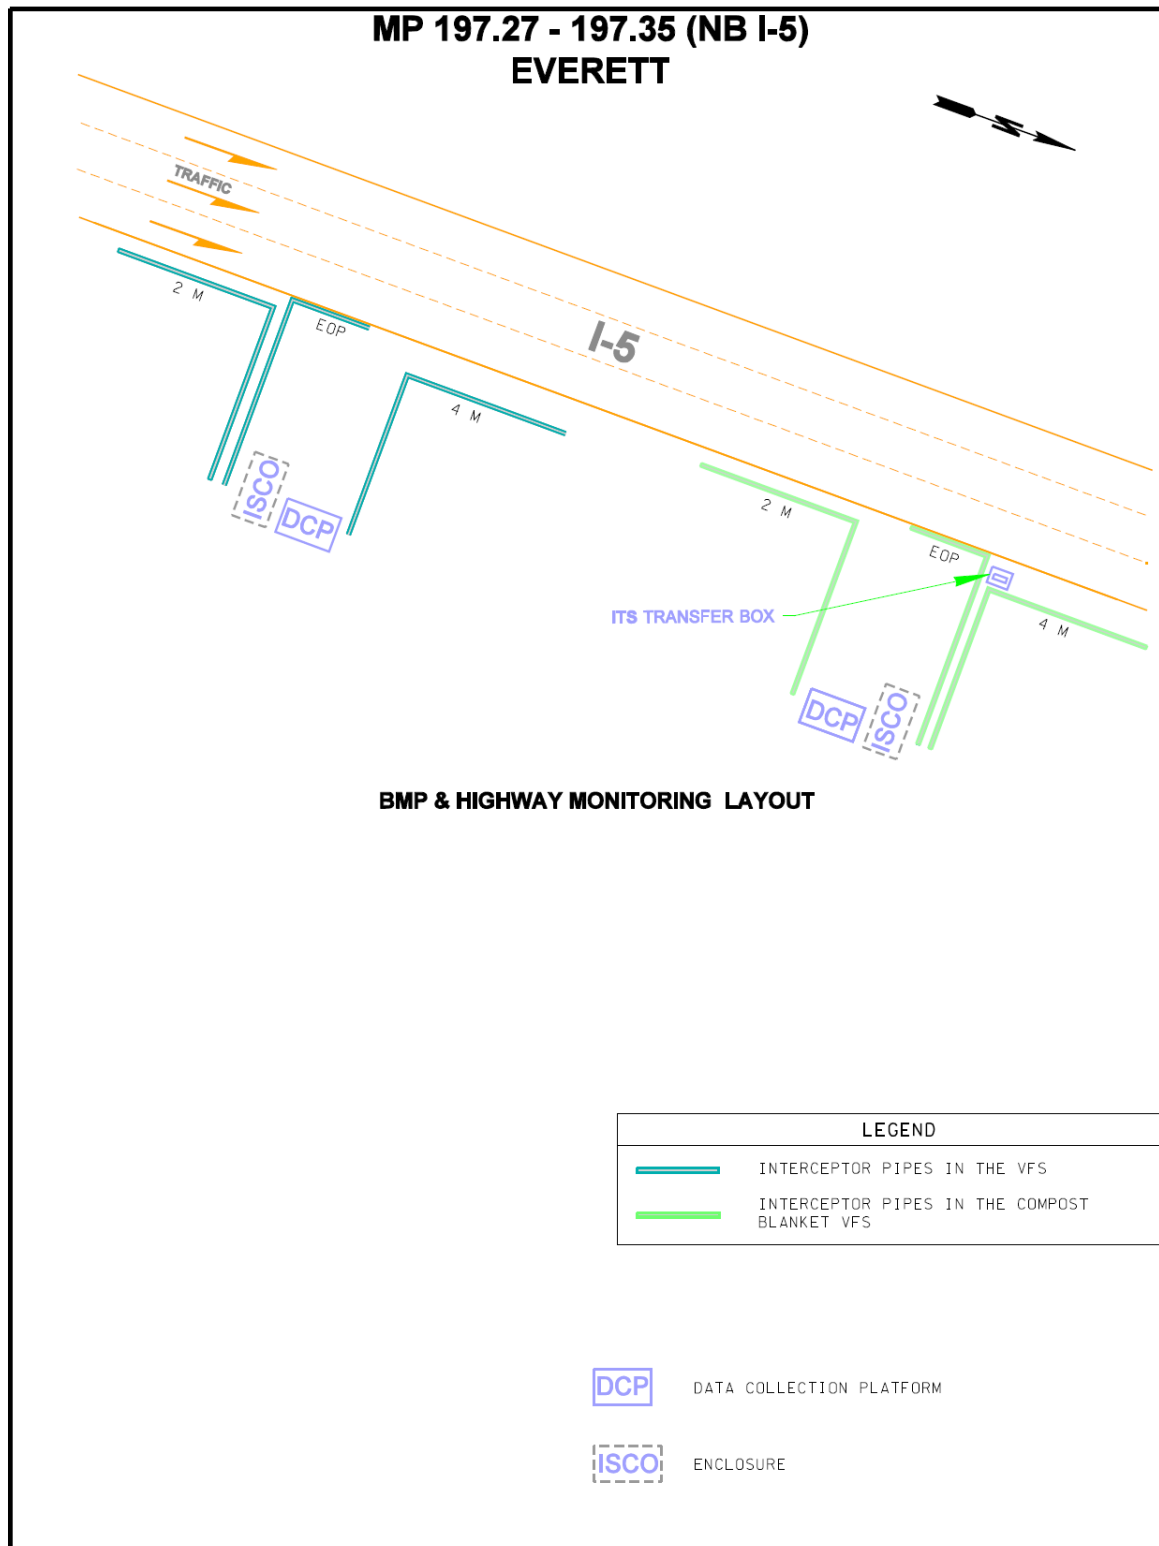 MP 197.27 - 197.35 (NB I-5)
EVERETT
N
TRAFFIC
2 M
EOP
I-5
4 M
ISCO
DCP
2 M
EOP
ITS TRANSFER BOX
4 M
DCP
ISCO
BMP & HIGHWAY MONITORING LAYOUT
LEGEND
INTERCEPTOR PIPES IN THE VFS
INTERCEPTOR PIPES IN THE COMPOST
BLANKET VFS
DCP DATA COLLECTION PLATFORM
ISCO ENCLOSURE